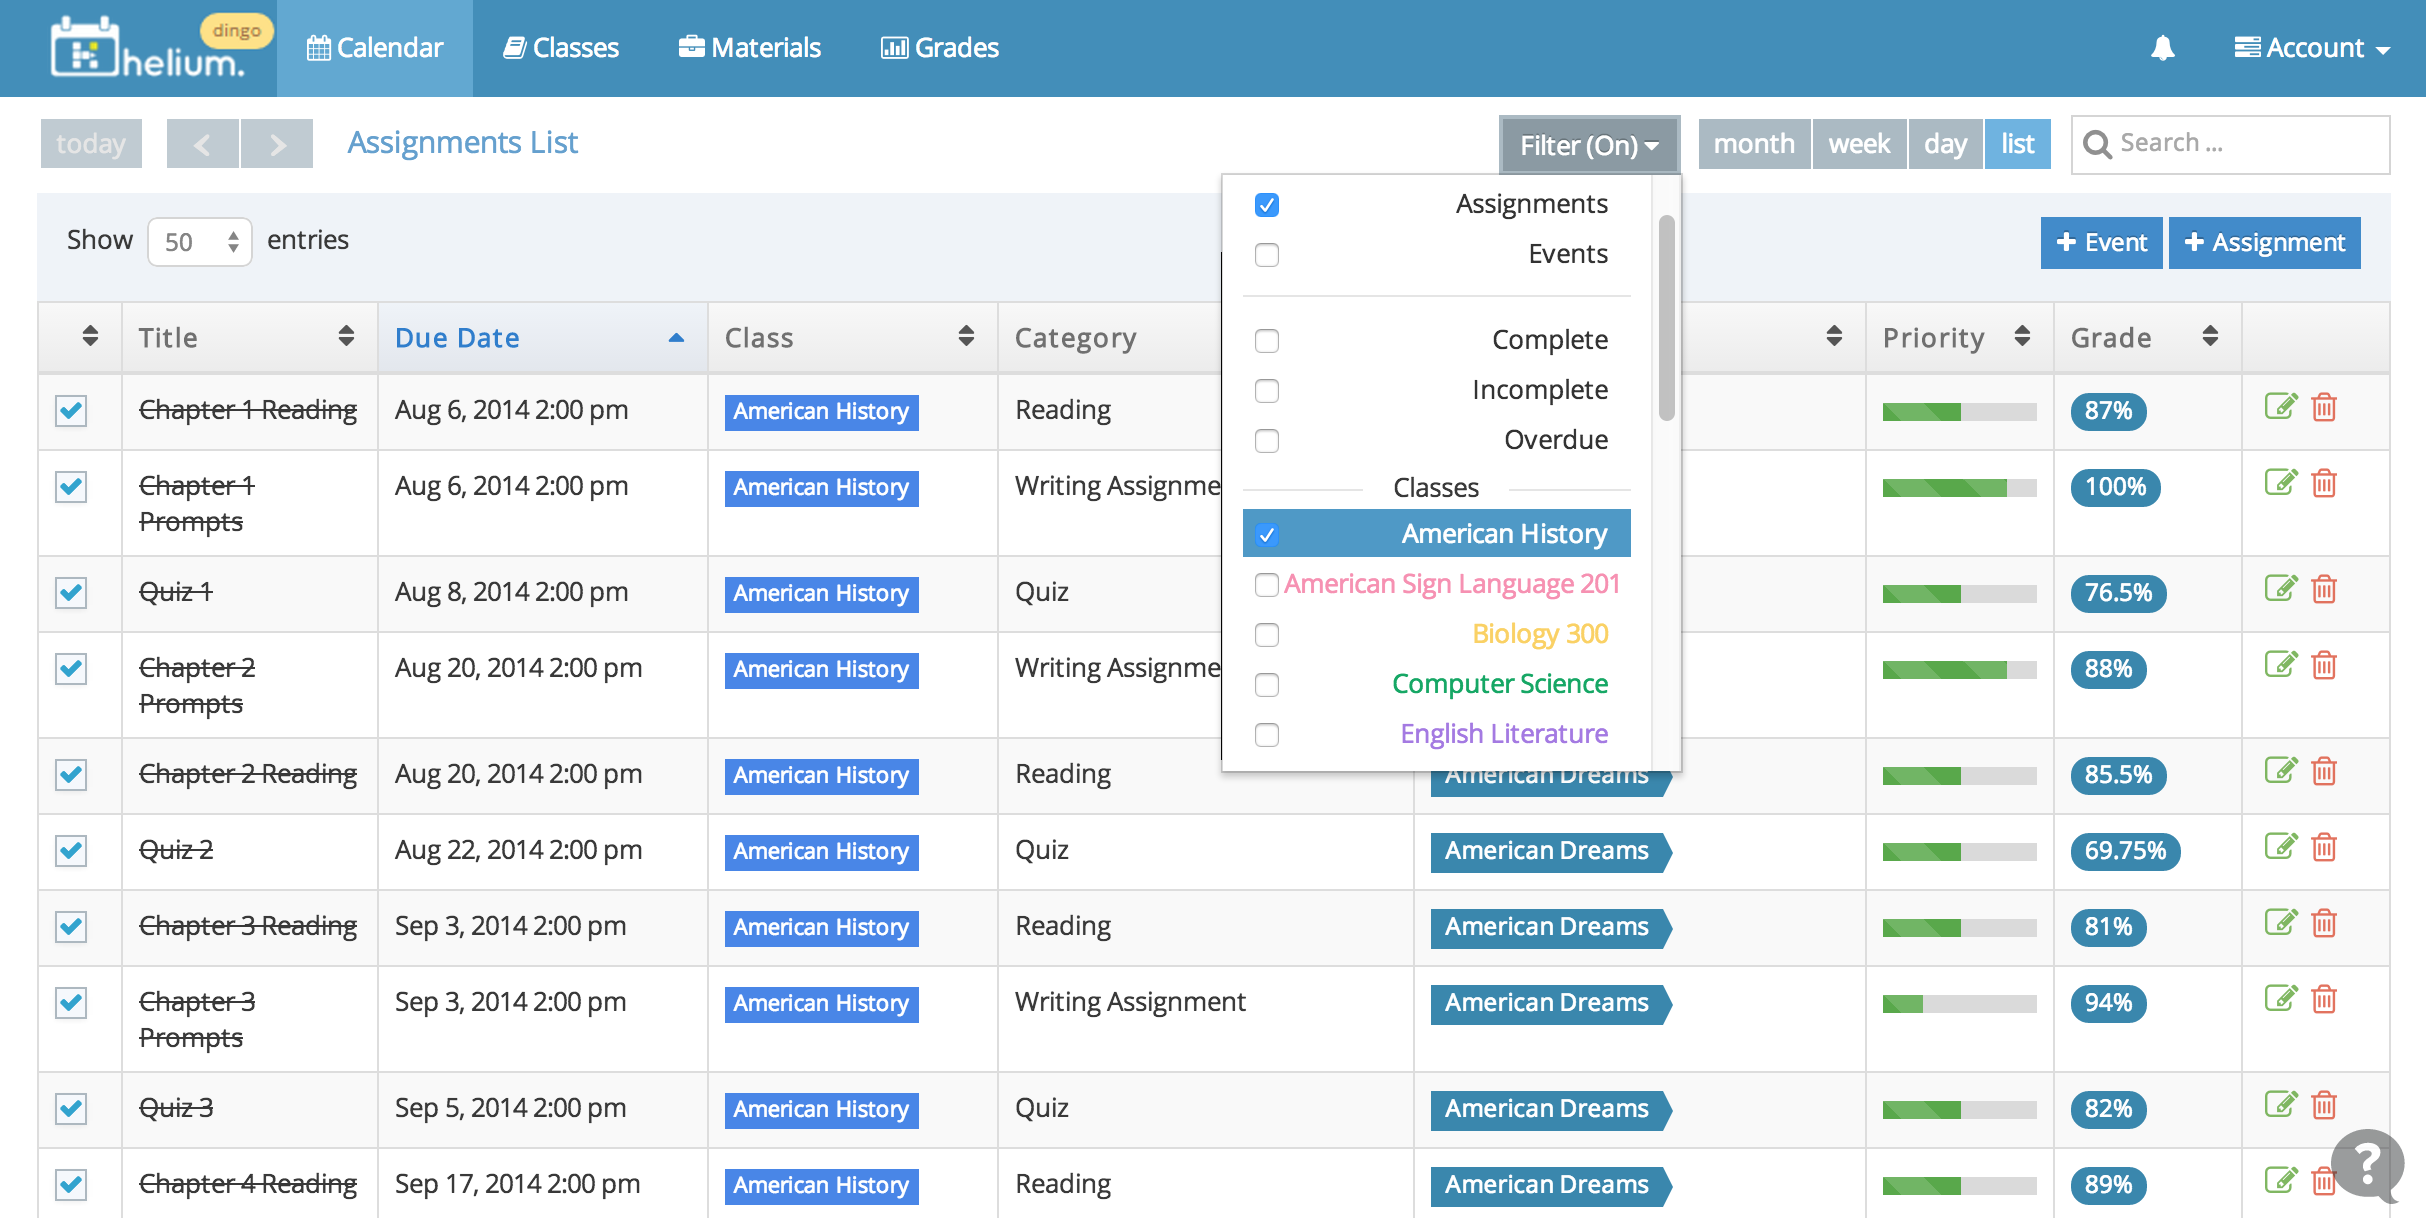 dingo
helium.
Calendar
Classes
Materials
Grades
Account
today
Assignments List
Filter (On)
month
week
day
list
Search ...
Show 50 entries
Event
Assignment
Assignments
Events
Complete
Incomplete
Overdue
Classes
American History
American Sign Language 201
Biology 300
Computer Science
English Literature
Title Due Date Class Category Priority Grade
Chapter 1 Reading Aug 6, 2014 2:00 pm American History Reading 87%
Chapter 1 Aug 6, 2014 2:00 pm American History Writing Assignme 100%
Prompts
Quiz 1 Aug 8, 2014 2:00 pm American History Quiz 76.5%
Chapter 2 Aug 20, 2014 2:00 pm American History Writing Assignme 88%
Prompts
Chapter 2 Reading Aug 20, 2014 2:00 pm American History Reading American Dreams 85.5%
Quiz 2 Aug 22, 2014 2:00 pm American History Quiz American Dreams 69.75%
Chapter 3 Reading Sep 3, 2014 2:00 pm American History Reading American Dreams 81%
Chapter 3 Sep 3, 2014 2:00 pm American History Writing Assignment American Dreams 94%
Prompts
Quiz 3 Sep 5, 2014 2:00 pm American History Quiz American Dreams 82%
Chapter 4 Reading Sep 17, 2014 2:00 pm American History Reading American Dreams 89%
?